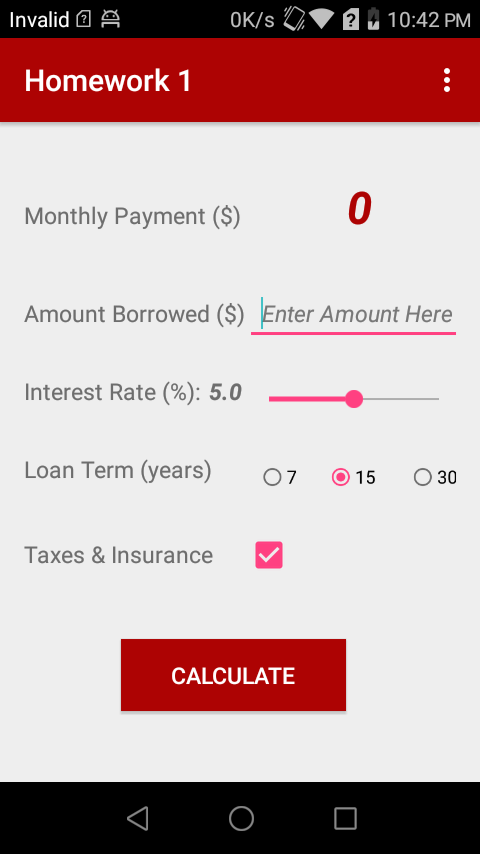 Invalid 0K/s 10:42 PM
Homework 1
Monthly Payment ($) 0
Amount Borrowed ($) Enter Amount Here
Interest Rate (%): 5.0
Loan Term (years) 7 15 30
Taxes & Insurance
CALCULATE